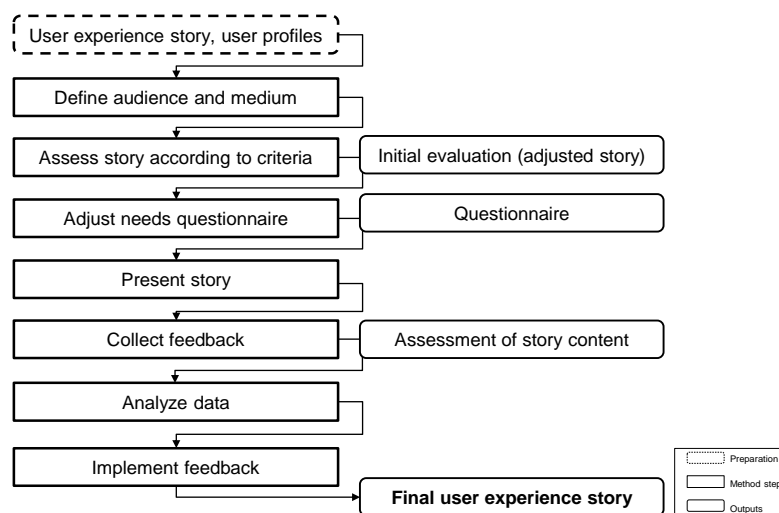 User experience story, user profiles
Define audience and medium
Assess story according to criteria
Initial evaluation (adjusted story)
Adjust needs questionnaire
Questionnaire
Present story
Collect feedback
Assessment of story content
Analyze data
Implement feedback
Final user experience story
Preparation
Method step
Outputs